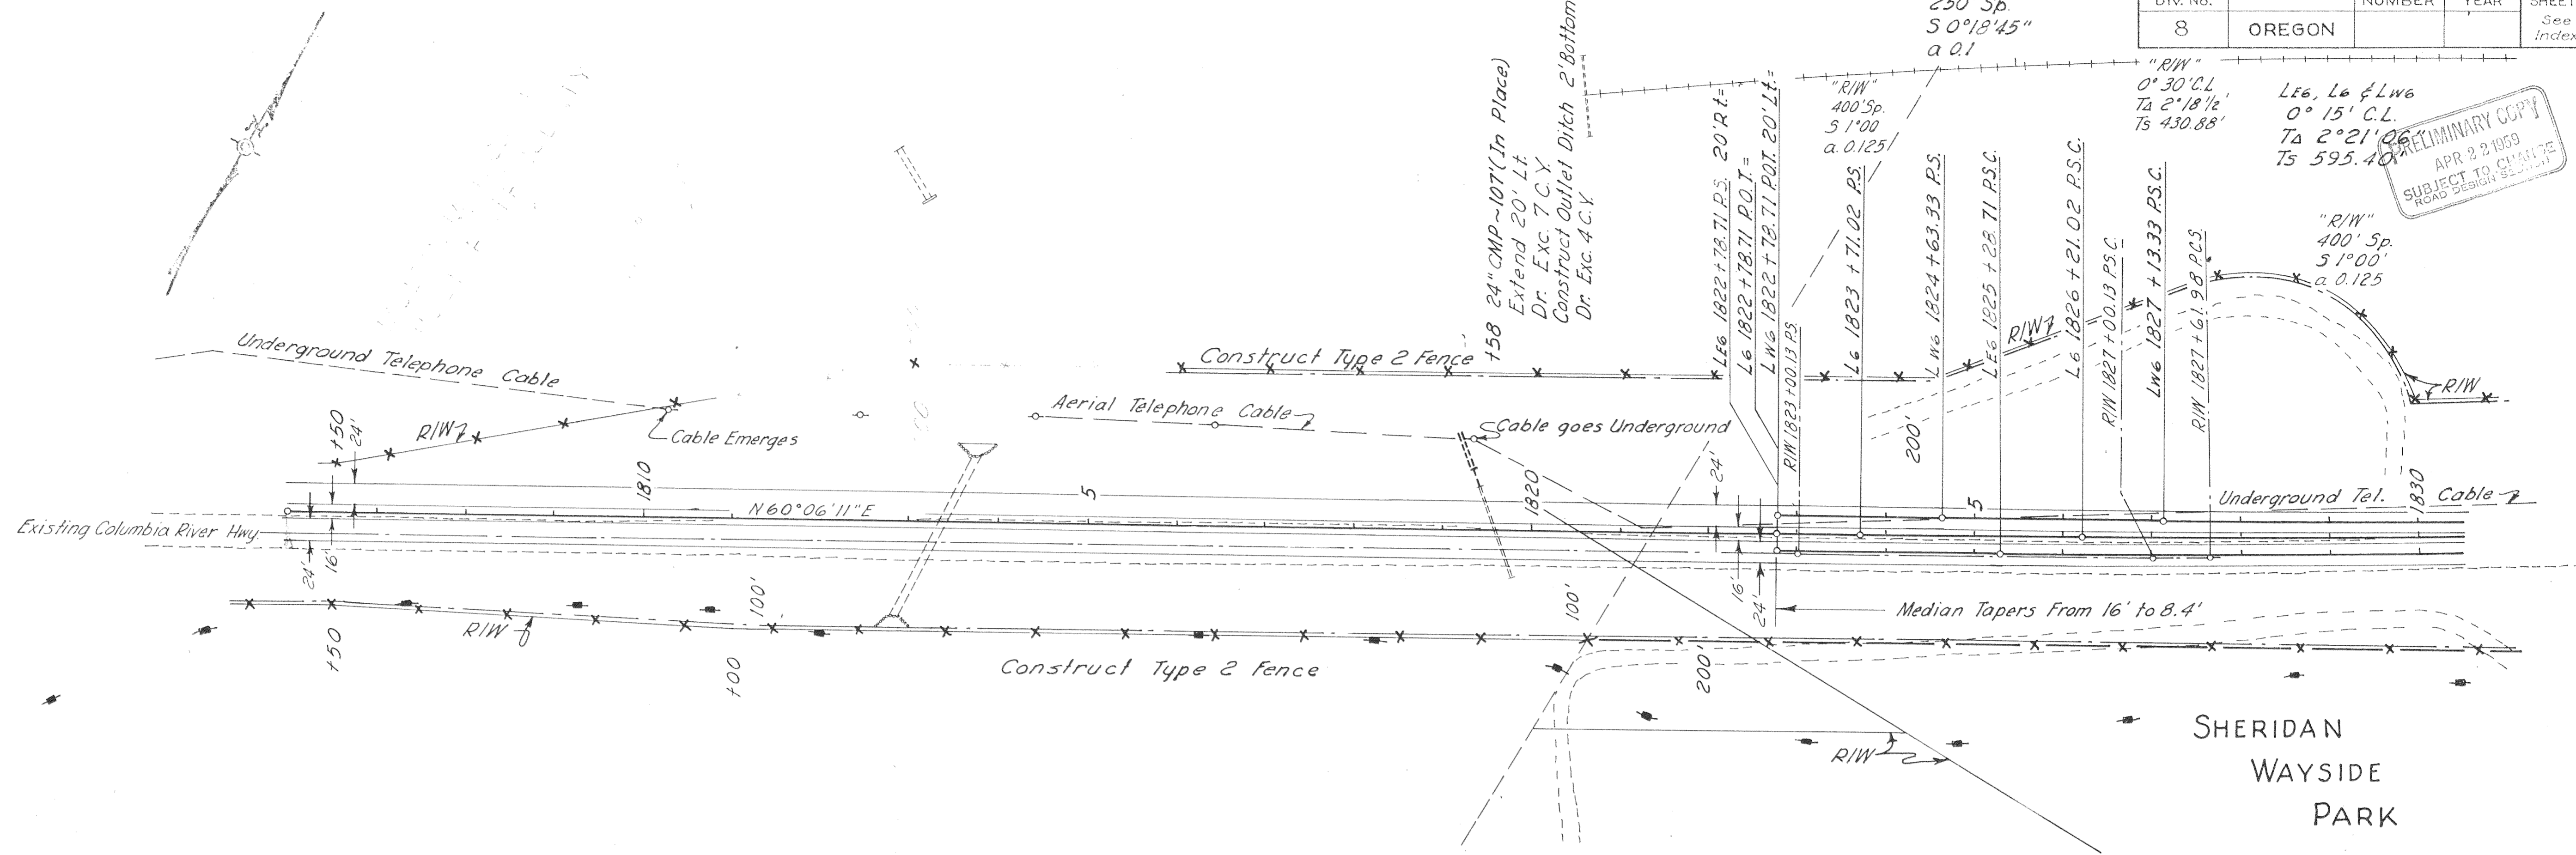 DIV. NO.
NUMBER
YEAR
SHEET
8
OREGON
See
Index
250 Sp.
S 0°18'45"
a 0.1
"R/W"
400' Sp.
S 1°00
a. 0.125
"R/W"
0° 30' C.L
T∆ 2°18½'
Ts 430.88'
LE6, L6 & LW6
0° 15' C.L.
T∆ 2°21'06"
Ts 595.40'
PRELIMINARY COPY
APR 22 1959
SUBJECT TO CHANGE
ROAD DESIGN SECTION
"R/W"
400' Sp.
S 1°00'
a 0.125
+58 24" CMP~107' (In Place)
Extend 20' Lt.
Dr. Exc. 7 C.Y.
Construct Outlet Ditch 2' Bottom
Dr. Exc. 4 C.Y.
LE6 1822+78.71 P.S. 20' Rt.=
L6 1822+78.71 P.O.T. =
LW6 1822+78.71 P.O.T. 20' Lt.=
R/W 1823+00.13 P.S.
L6 1823 +71.02 P.S.
LW6 1824+63.33 P.S.
LE6 1825 +28.71 P.S.C.
L6 1826 +21.02 P.S.C.
R/W 1827 +00.13 P.S.C.
LW6 1827 +13.33 P.S.C.
R/W 1827+61.98 P.C.S.
Underground Telephone Cable
Construct Type 2 Fence
R/W
R/W
+50
24'
R/W
Cable Emerges
Aerial Telephone Cable
Cable goes Underground
200'
24'
1810
5
1820
5
1830
Underground Tel. Cable
N 60°06'11" E
Existing Columbia River Hwy.
24'
16'
16'
24'
Median Tapers From 16' to 8.4'
+50
R/W
100'
+00
100'
200'
Construct Type 2 Fence
R/W
SHERIDAN
WAYSIDE
PARK